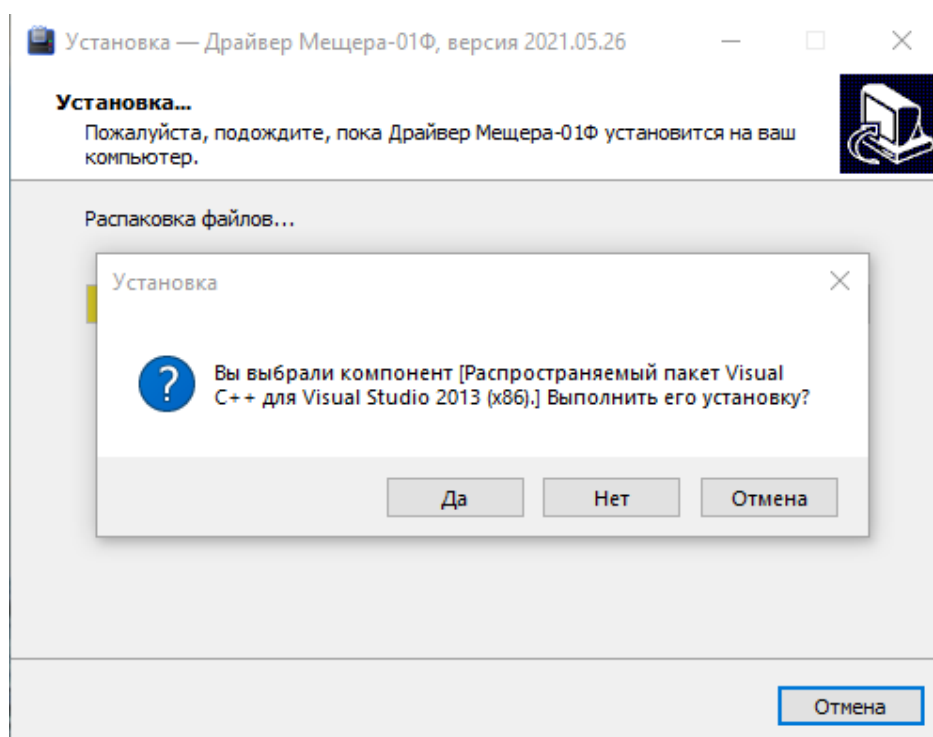 Установка — Драйвер Мещера-01Ф, версия 2021.05.26
Установка...
Пожалуйста, подождите, пока Драйвер Мещера-01Ф установится на ваш
компьютер.
Распаковка файлов...
Установка
Вы выбрали компонент [Распространяемый пакет Visual
C++ для Visual Studio 2013 (x86).] Выполнить его установку?
Да Нет Отмена
Отмена